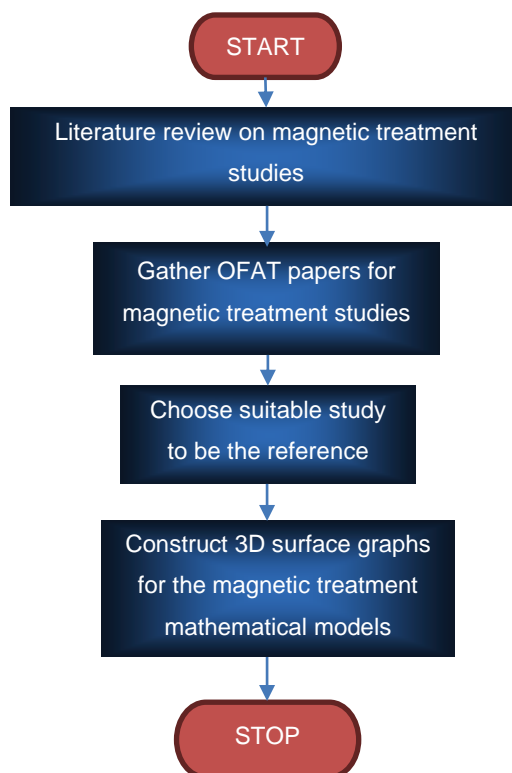 START
Literature review on magnetic treatment
studies
Gather OFAT papers for
magnetic treatment studies
Choose suitable study
to be the reference
Construct 3D surface graphs
for the magnetic treatment
mathematical models
STOP